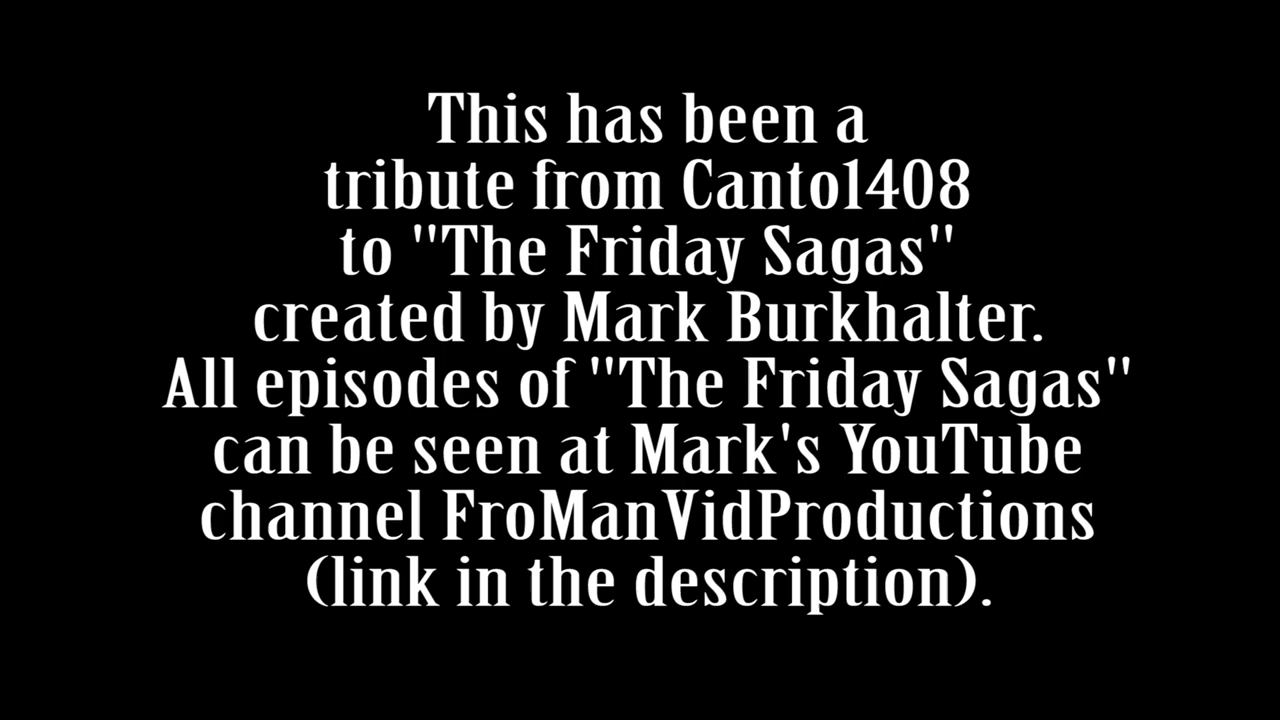 This has been a
tribute from Canto1408
to "The Friday Sagas"
created by Mark Burkhalter.
All episodes of "The Friday Sagas"
can be seen at Mark's YouTube
channel FroManVidProductions
(link in the description).